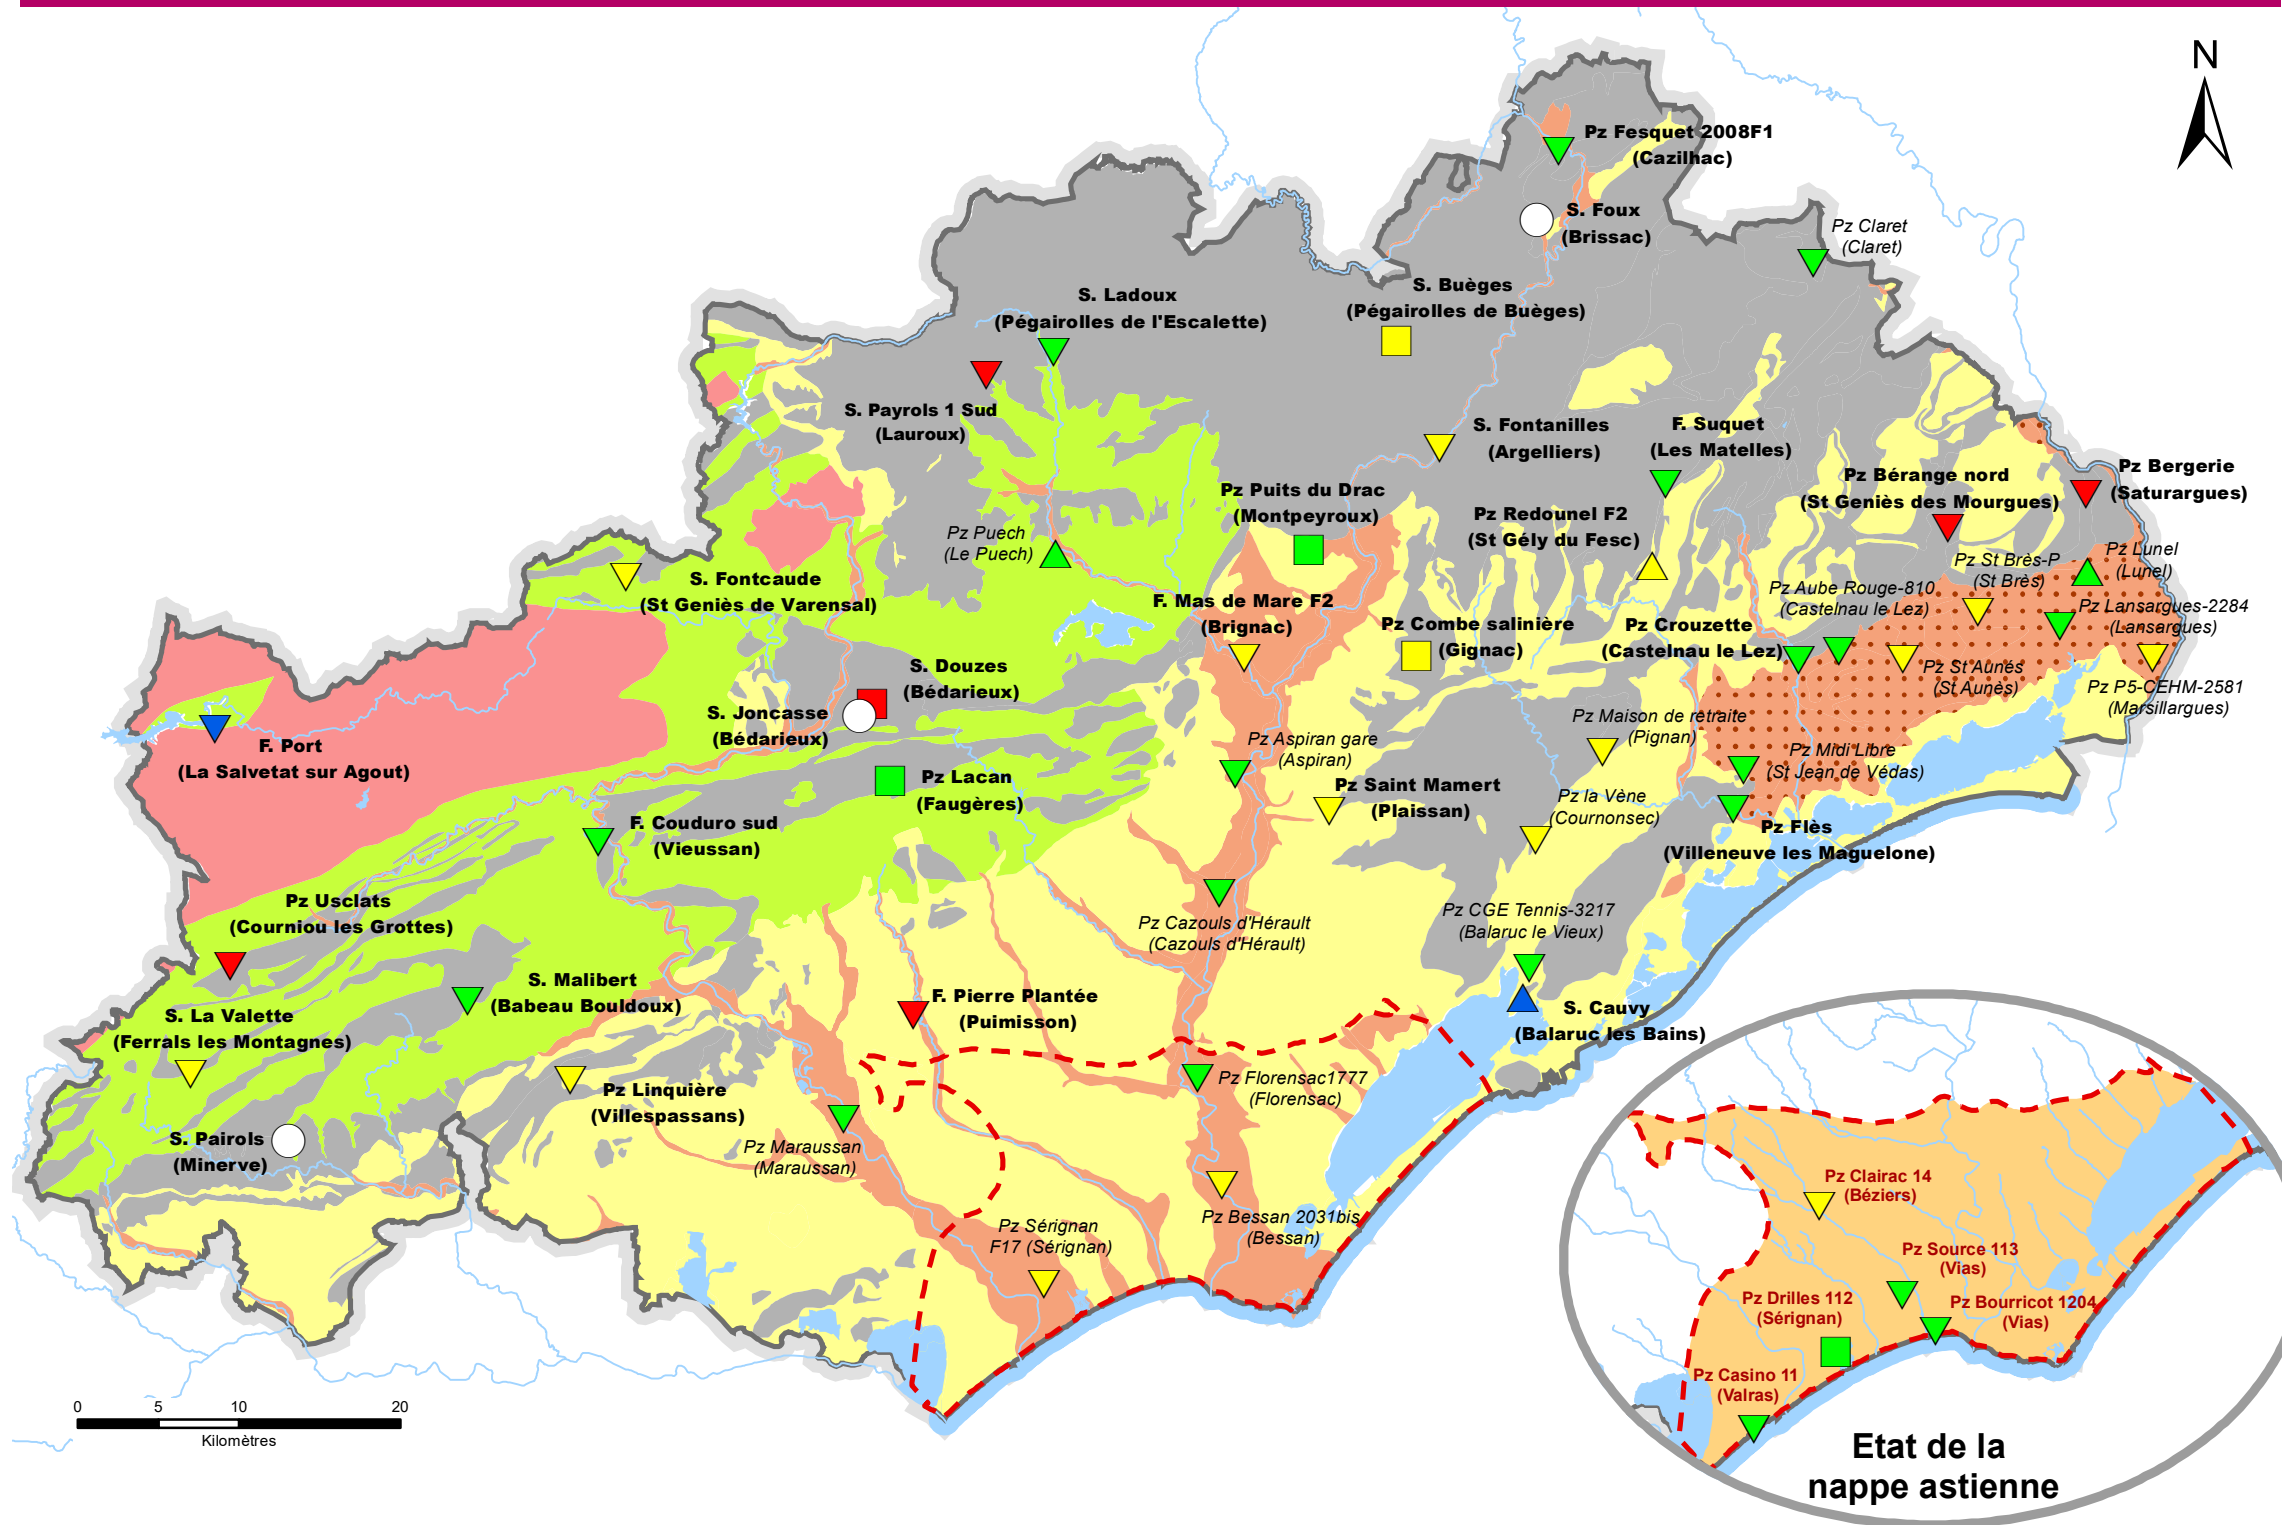 N
Pz Fesquet 2008F1
(Cazilhac)
S. Foux
(Brissac)
Pz Claret
(Claret)
S. Ladoux
(Pégairolles de l'Escalette)
S. Buèges
(Pégairolles de Buèges)
S. Payrols 1 Sud
(Lauroux)
S. Fontanilles
(Argelliers)
F. Suquet
(Les Matelles)
Pz Bérange nord
(St Geniès des Mourgues)
Pz Bergerie
(Saturargues)
Pz Puits du Drac
(Montpeyroux)
Pz Redounel F2
(St Gély du Fesc)
Pz Puech
(Le Puech)
Pz St Brès-P
(St Brès)
Pz Lunel
(Lunel)
S. Fontcaude
(St Geniès de Varensal)
F. Mas de Mare F2
(Brignac)
Pz Aube Rouge-810
(Castelnau le Lez)
Pz Lansargues-2284
(Lansargues)
Pz Combe salinière
(Gignac)
Pz Crouzette
(Castelnau le Lez)
S. Douzes
(Bédarieux)
Pz St Aunés
(St Aunès)
Pz P5-CEHM-2581
(Marsillargues)
S. Joncasse
(Bédarieux)
Pz Maison de retraite
(Pignan)
F. Port
(La Salvetat sur Agout)
Pz Aspiran gare
(Aspiran)
Pz Midi Libre
(St Jean de Védas)
Pz Lacan
(Faugères)
Pz Saint Mamert
(Plaissan)
Pz la Vène
(Cournonsec)
F. Couduro sud
(Vieussan)
Pz Flès
(Villeneuve les Maguelone)
Pz Usclats
(Courniou les Grottes)
Pz Cazouls d'Hérault
(Cazouls d'Hérault)
Pz CGE Tennis-3217
(Balaruc le Vieux)
S. Malibert
(Babeau Bouldoux)
F. Pierre Plantée
(Puimisson)
S. Cauvy
(Balaruc les Bains)
S. La Valette
(Ferrals les Montagnes)
Pz Linquière
(Villespassans)
Pz Florensac1777
(Florensac)
S. Pairols
(Minerve)
Pz Maraussan
(Maraussan)
Pz Sérignan
F17 (Sérignan)
Pz Bessan 2031bis
(Bessan)
Pz Clairac 14
(Béziers)
Pz Source 113
(Vias)
Pz Drilles 112
(Sérignan)
Pz Bourricot 1204
(Vias)
Pz Casino 11
(Valras)
Etat de la
nappe astienne
0 5 10 20
Kilomètres